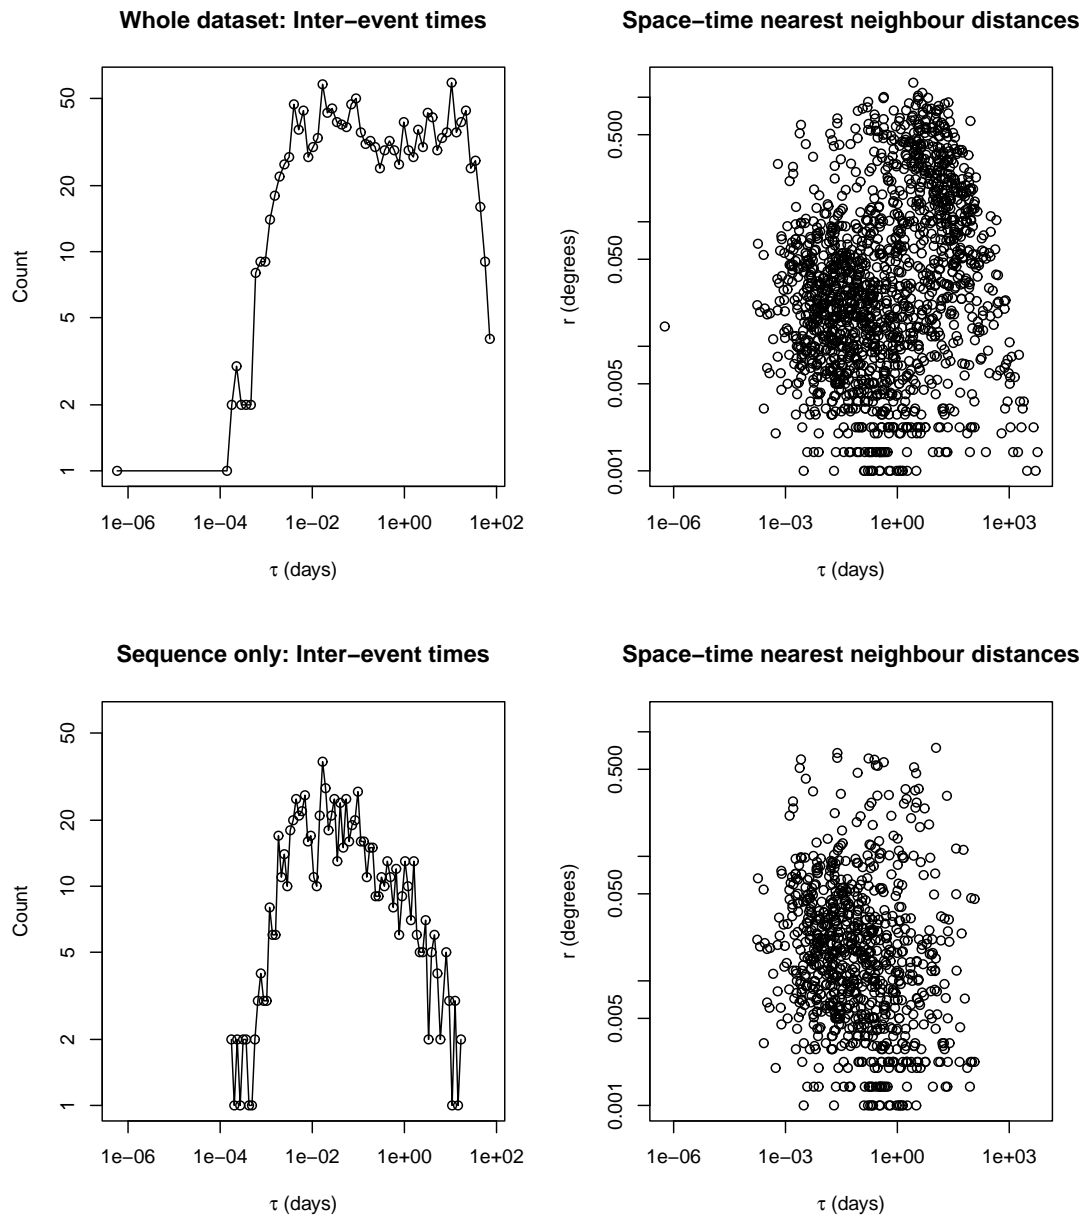 Whole dataset: Inter−event times
Count
50
20
10
5
2
1
1e−06 1e−04 1e−02 1e+00 1e+02
τ (days)
Space−time nearest neighbour distances
r (degrees)
0.500
0.050
0.005
0.001
1e−06 1e−03 1e+00 1e+03
τ (days)
Sequence only: Inter−event times
Count
50
20
10
5
2
1
1e−06 1e−04 1e−02 1e+00 1e+02
τ (days)
Space−time nearest neighbour distances
r (degrees)
0.500
0.050
0.005
0.001
1e−06 1e−03 1e+00 1e+03
τ (days)